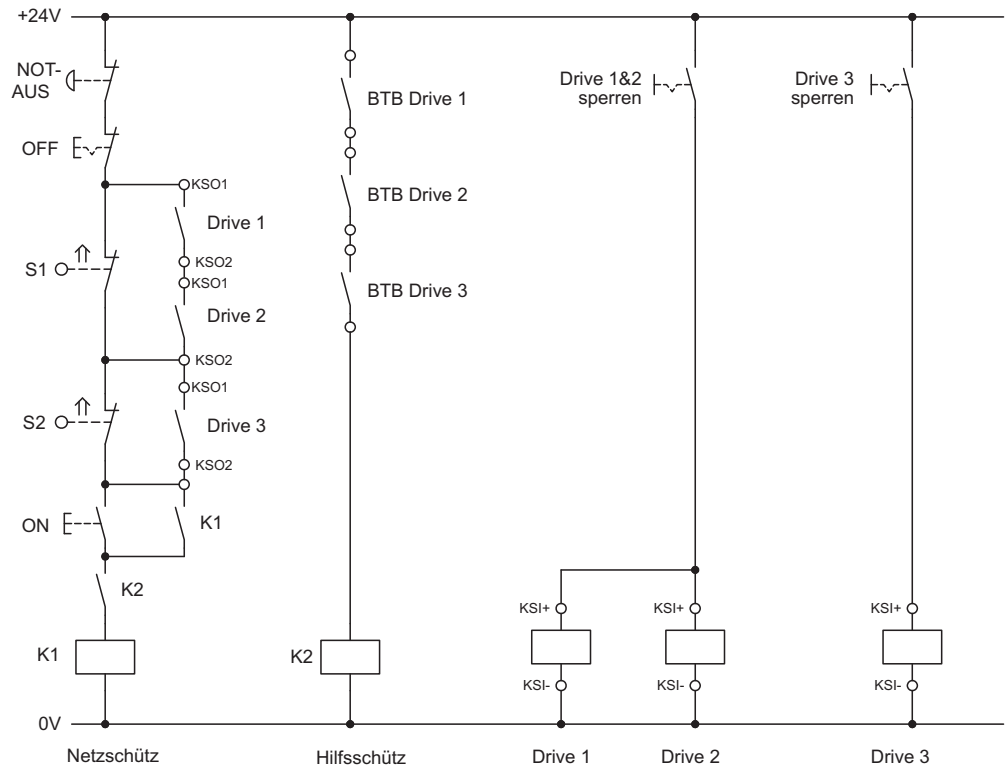 +24V
NOT-
AUS
OFF
KSO1
Drive 1
S1
KSO2
KSO1
Drive 2
KSO2
KSO1
S2
Drive 3
KSO2
ON
K1
K2
K1
BTB Drive 1
BTB Drive 2
BTB Drive 3
K2
Drive 1&2
sperren
Drive 3
sperren
KSI+
KSI+
KSI+
KSI-
KSI-
KSI-
0V
Netzschütz
Hilfsschütz
Drive 1
Drive 2
Drive 3